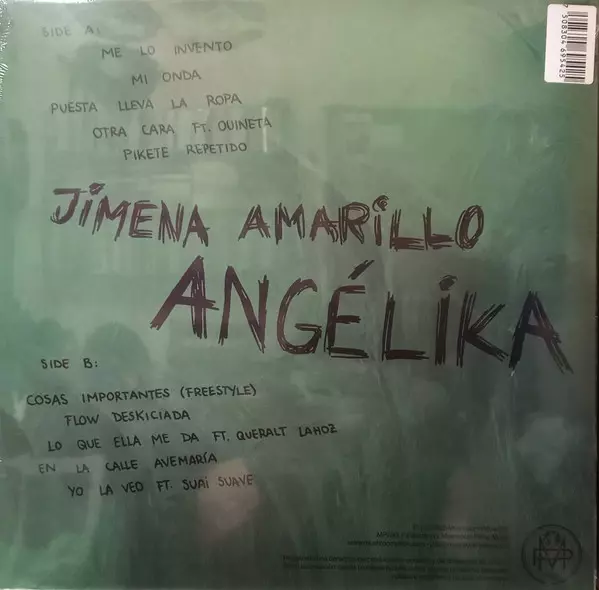 SIDE A:
ME LO INVENTO
MI ONDA
PUESTA LLEVA LA ROPA
OTRA CARA FT. OUINETA
PIKETE REPETIDO
JIMENA AMARILLO
ANGÉLIKA
SIDE B:
COSAS IMPORTANTES (FREESTYLE)
FLOW DESKICIADA
LO QUE ELLA ME DA FT. QUERALT LAHOZ
EN LA CALLE AVEMARÍA
YO LA VEO FT. SUAI SUAVE